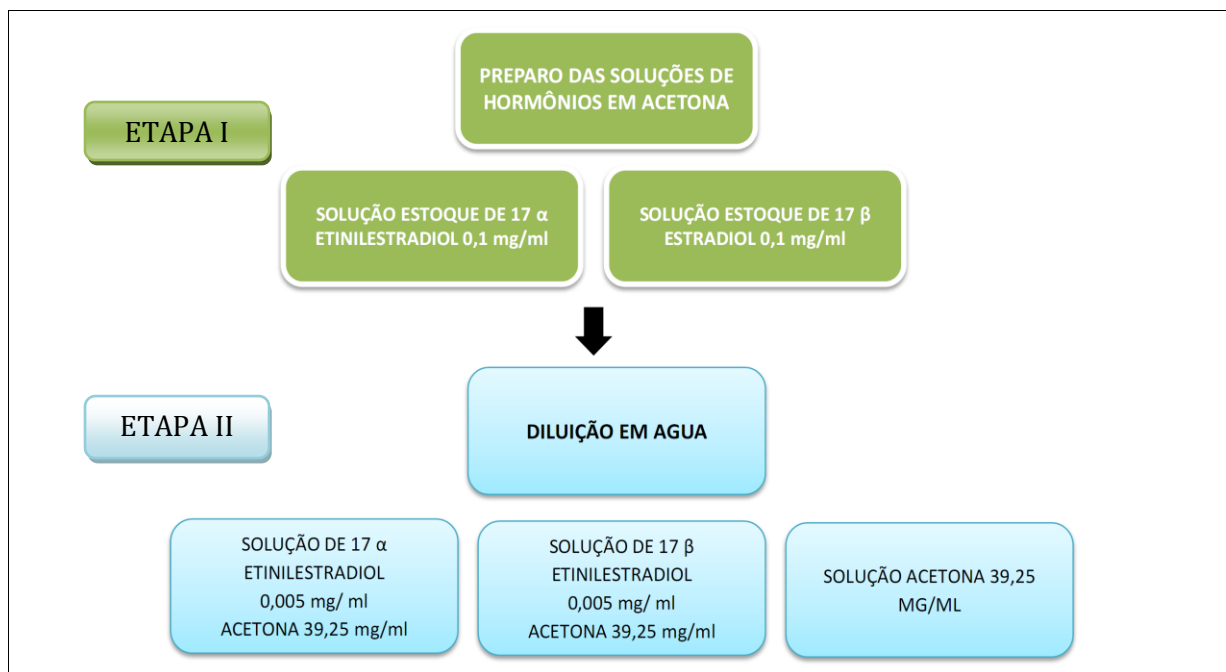 PREPARO DAS SOLUÇÕES DE
HORMÔNIOS EM ACETONA
ETAPA I
SOLUÇÃO ESTOQUE DE 17 α
ETINILESTRADIOL 0,1 mg/ml
SOLUÇÃO ESTOQUE DE 17 β
ESTRADIOL 0,1 mg/ml
ETAPA II
DILUIÇÃO EM AGUA
SOLUÇÃO DE 17 α
ETINILESTRADIOL
0,005 mg/ ml
ACETONA 39,25 mg/ml
SOLUÇÃO DE 17 β
ETINILESTRADIOL
0,005 mg/ ml
ACETONA 39,25 mg/ml
SOLUÇÃO ACETONA 39,25
MG/ML